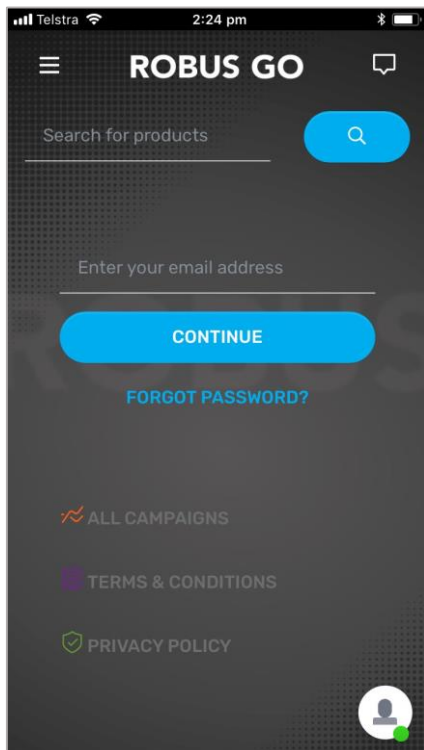 Telstra 2:24 pm
ROBUS GO
Search for products
Enter your email address
CONTINUE
ROBUS
FORGOT PASSWORD?
ALL CAMPAIGNS
TERMS & CONDITIONS
PRIVACY POLICY